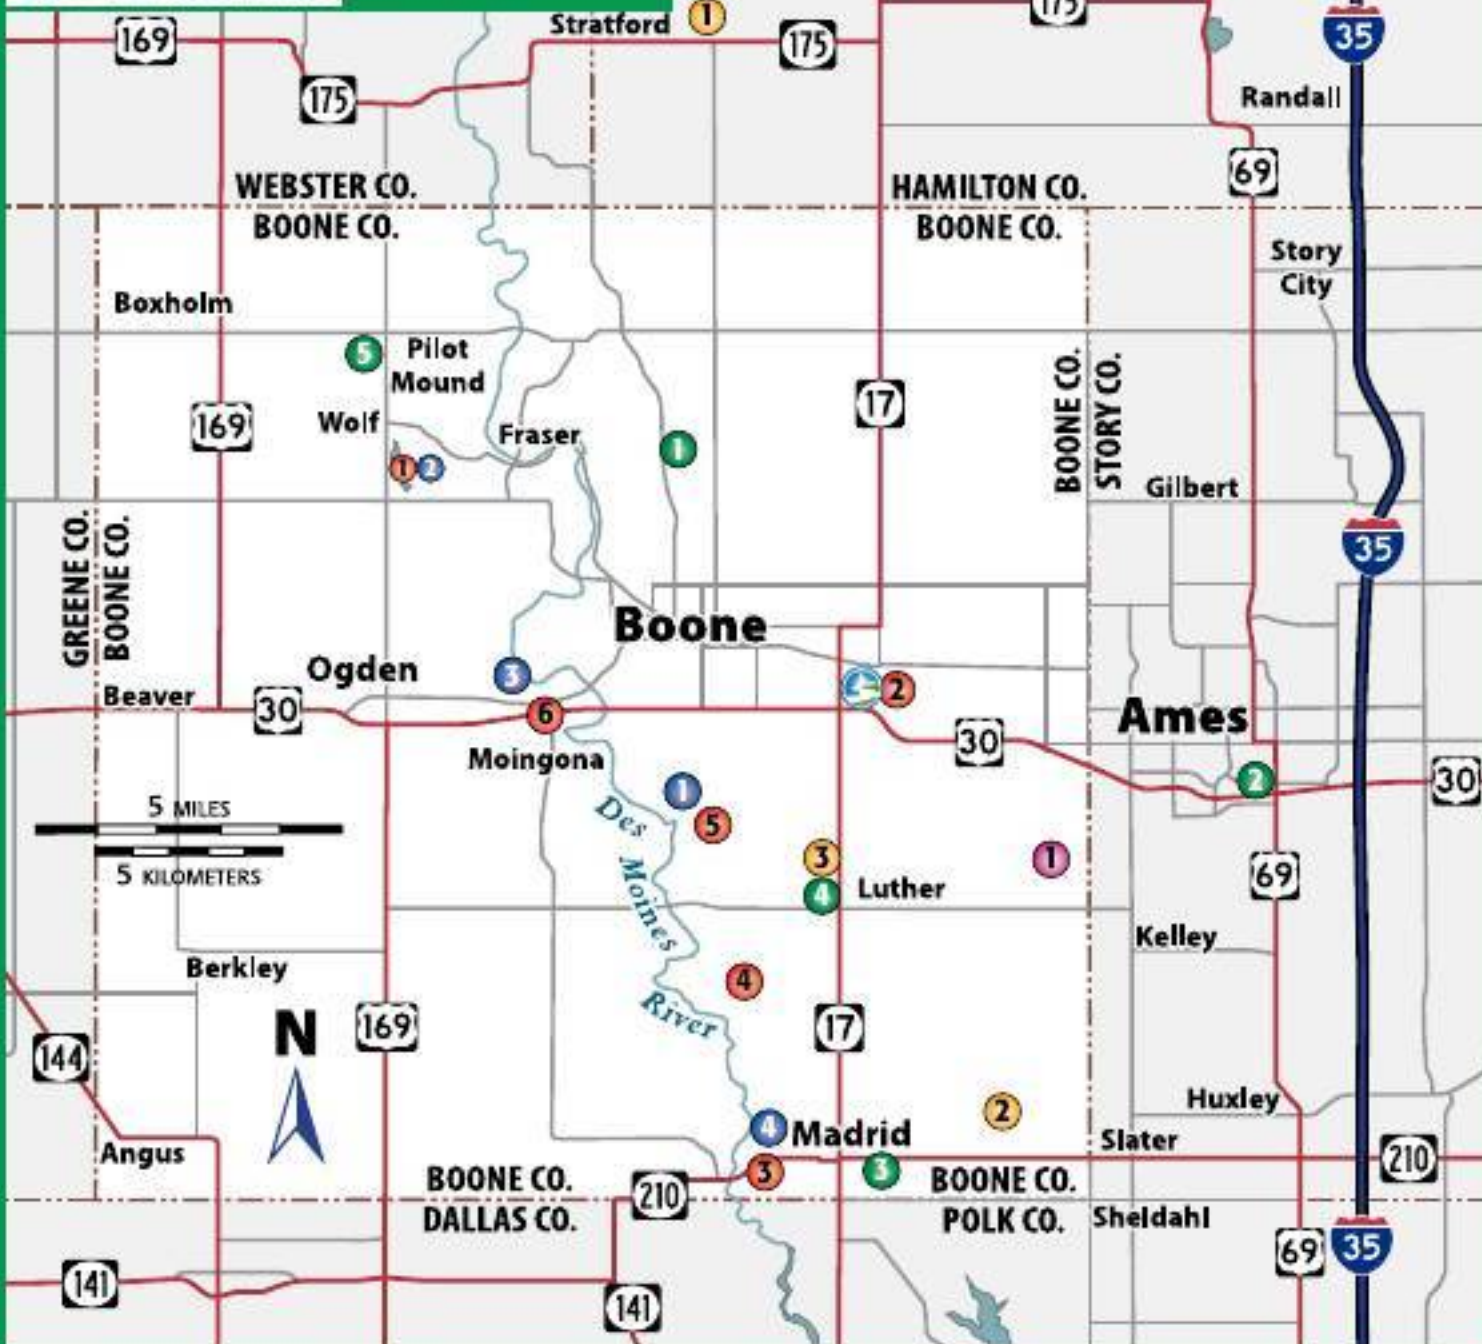 175
1
Stratford
169
175
35
175
Randall
69
WEBSTER CO.
BOONE CO.
HAMILTON CO.
BOONE CO.
Story
City
Boxholm
5
Pilot
Mound
17
BOONE CO.
STORY CO.
169
Wolf
Fraser
1
1
2
Gilbert
35
GREENE CO.
BOONE CO.
Boone
Ogden
3
2
Beaver
30
6
Ames
30
Moingona
2
30
1
5 MILES
Des
5
5 KILOMETERS
3
1
69
Moines
4
Luther
Kelley
Berkley
4
River
N
169
17
144
Huxley
2
4
Madrid
Slater
Angus
210
3
3
BOONE CO.
DALLAS CO.
210
BOONE CO.
POLK CO.
Sheldahl
69
35
141
141